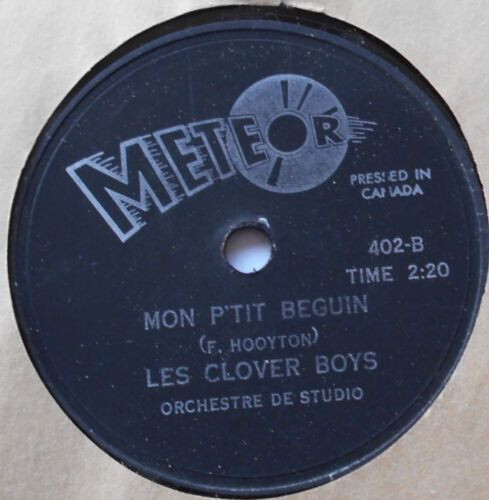 METEOR
PRESSED IN
CANADA
402-B
TIME 2:20
MON P'TIT BEGUIN
(F. HOOYTON)
LES CLOVER BOYS
ORCHESTRE DE STUDIO